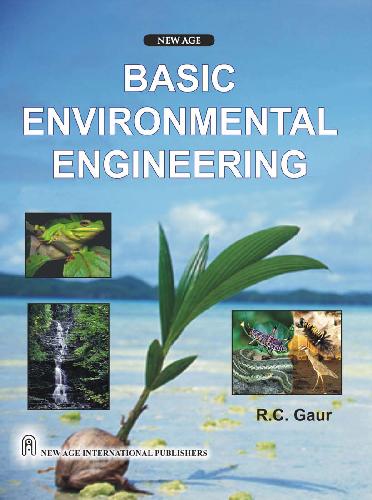 NEW AGE
BASIC
ENVIRONMENTAL
ENGINEERING
R.C. Gaur
NEW AGE INTERNATIONAL PUBLISHERS